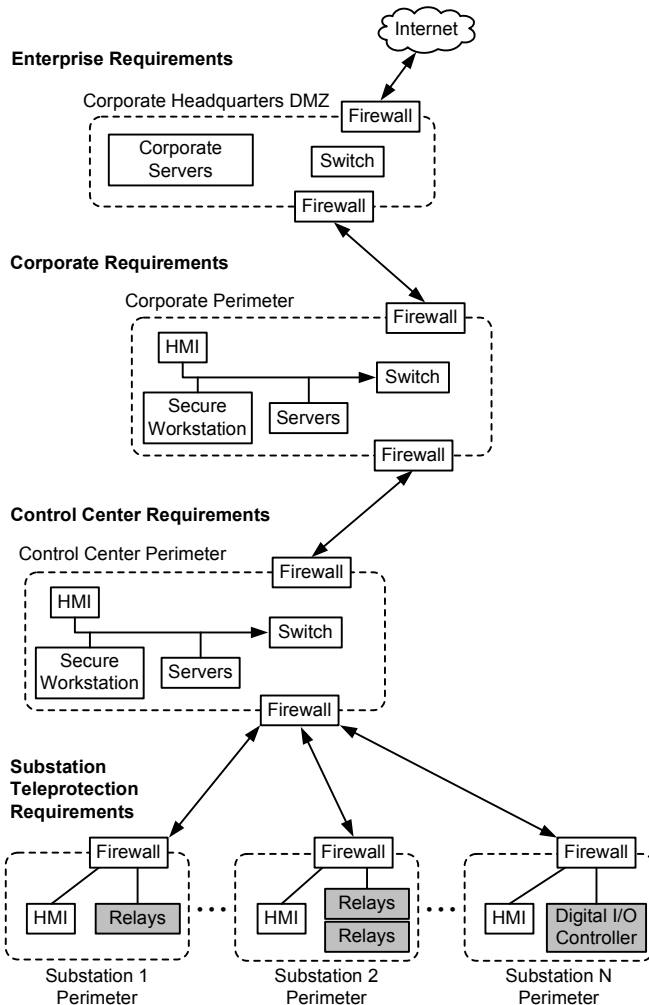 Internet
Enterprise Requirements
Corporate Headquarters DMZ
Firewall
Corporate
Servers
Switch
Firewall
Corporate Requirements
Corporate Perimeter
Firewall
HMI
Switch
Secure
Workstation
Servers
Firewall
Control Center Requirements
Control Center Perimeter
Firewall
HMI
Switch
Secure
Workstation
Servers
Firewall
Substation
Teleprotection
Requirements
Firewall
Firewall
Firewall
HMI
Relays
HMI
Relays
Relays
HMI
Digital I/O
Controller
Substation 1
Perimeter
Substation 2
Perimeter
Substation N
Perimeter